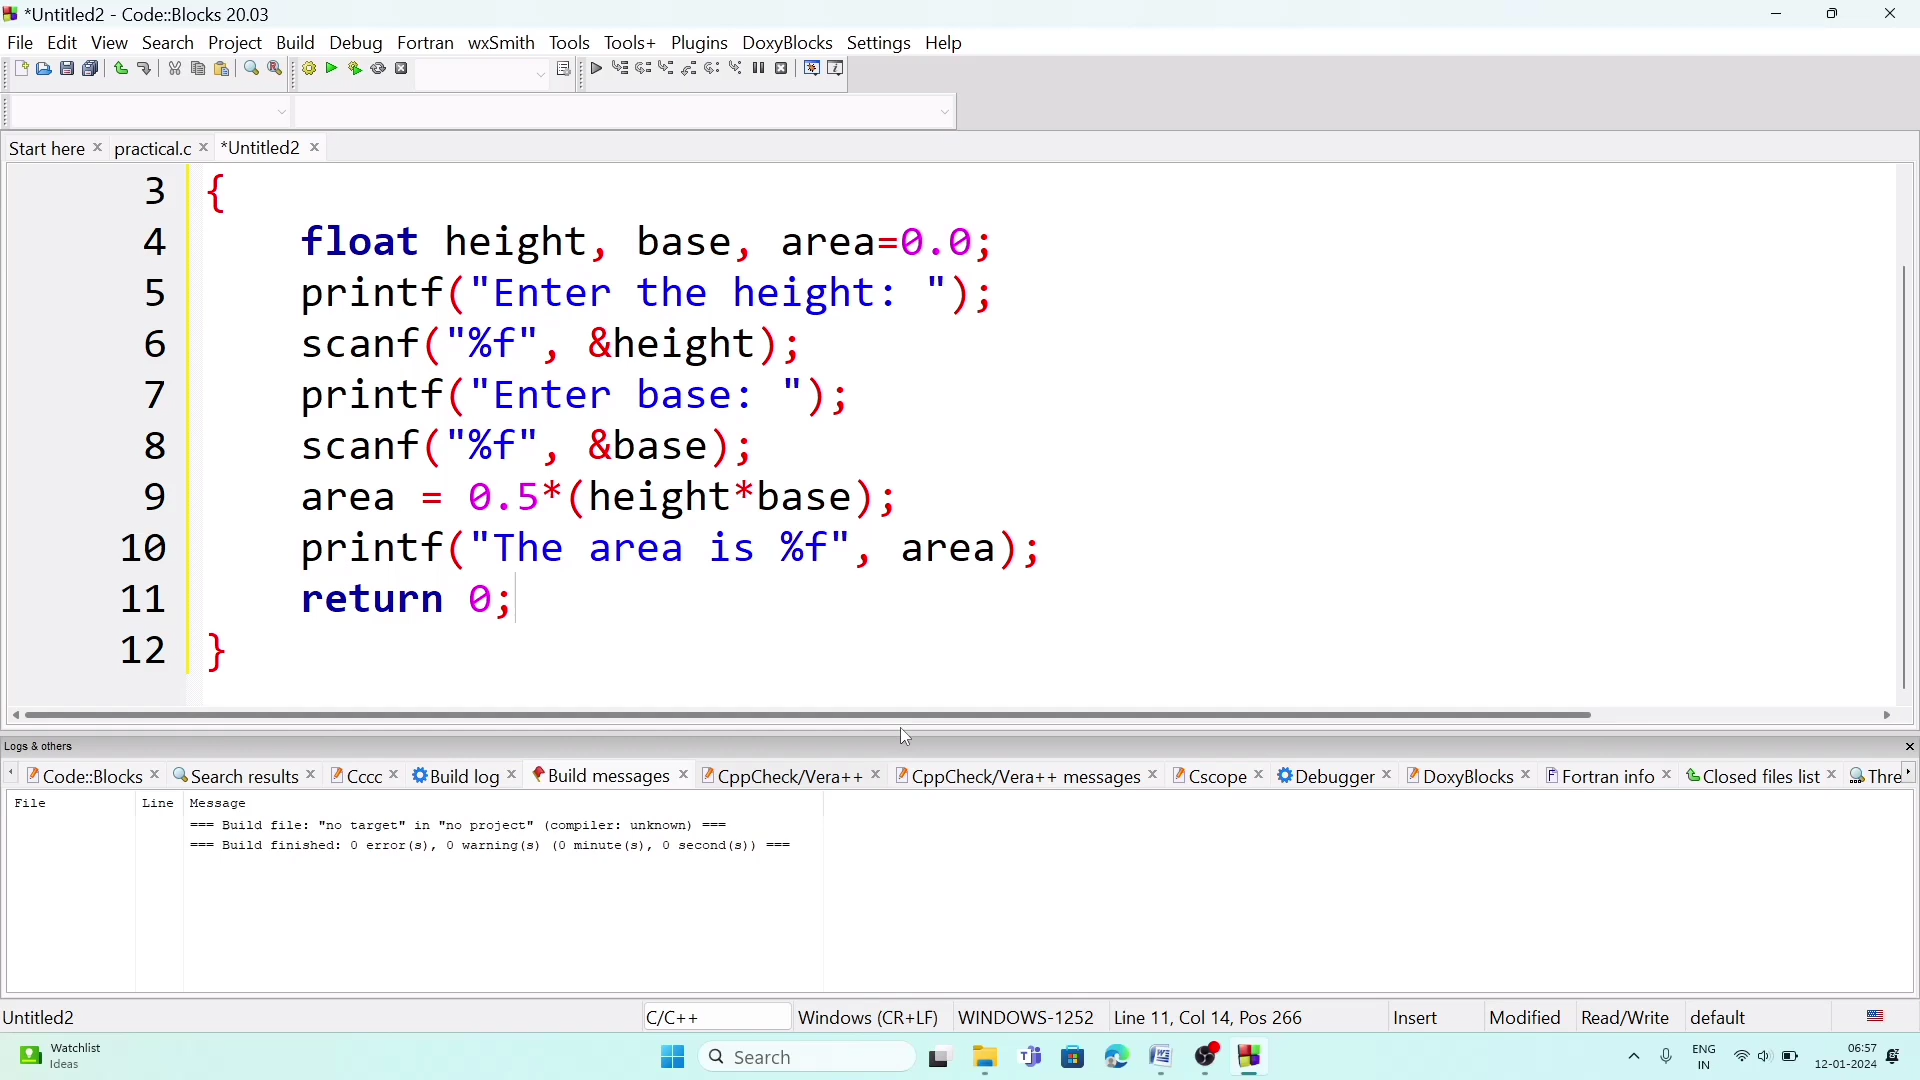 *Untitled2 - Code::Blocks 20.03
File Edit View Search Project Build Debug Fortran wxSmith Tools Tools+ Plugins DoxyBlocks Settings Help
Start here practical.c *Untitled2
3 {
4 float height, base, area=0.0;
5 printf("Enter the height: ");
6 scanf("%f", &height);
7 printf("Enter base: ");
8 scanf("%f", &base);
9 area = 0.5*(height*base);
10 printf("The area is %f", area);
11 return 0;
12 }
Logs & others
Code::Blocks Search results Cccc Build log Build messages CppCheck/Vera++ CppCheck/Vera++ messages Cscope Debugger DoxyBlocks Fortran info Closed files list Thre
File Line Message
=== Build file: "no target" in "no project" (compiler: unknown) ===
=== Build finished: 0 error(s), 0 warning(s) (0 minute(s), 0 second(s)) ===
Untitled2 C/C++ Windows (CR+LF) WINDOWS-1252 Line 11, Col 14, Pos 266 Insert Modified Read/Write default
Watchlist
Ideas
Search
ENG
IN
06:57
12-01-2024